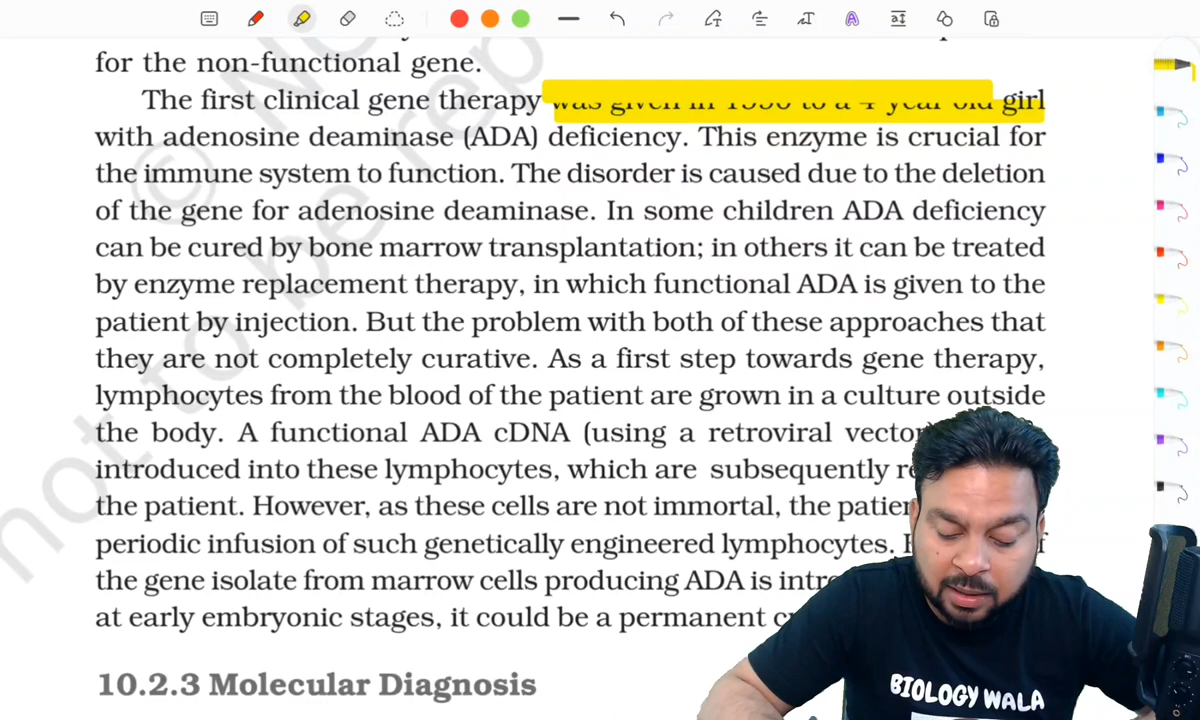 for the non-functional gene.
The first clinical gene therapy was given in 1990 to a 4-year old girl
with adenosine deaminase (ADA) deficiency. This enzyme is crucial for
the immune system to function. The disorder is caused due to the deletion
of the gene for adenosine deaminase. In some children ADA deficiency
can be cured by bone marrow transplantation; in others it can be treated
by enzyme replacement therapy, in which functional ADA is given to the
patient by injection. But the problem with both of these approaches that
they are not completely curative. As a first step towards gene therapy,
lymphocytes from the blood of the patient are grown in a culture outside
the body. A functional ADA cDNA (using a retroviral
introduced into these lymphocytes, which are subsequently
the patient. However, as these cells are not immortal, the
periodic infusion of such genetically engineered lymphocytes.
the gene isolate from marrow cells producing ADA is
at early embryonic stages, it could be a permanent
10.2.3 Molecular Diagnosis
BIOLOGY WALA
© not to be